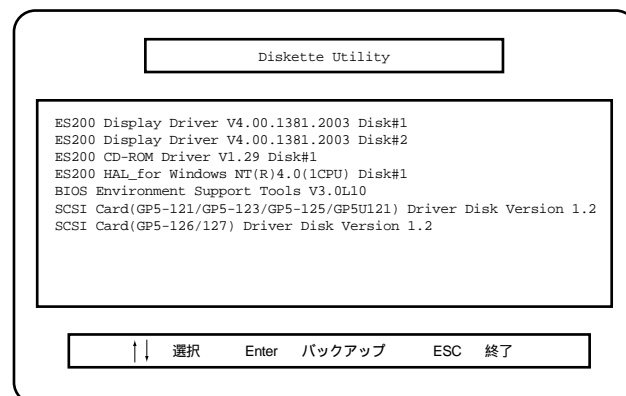 Diskette Utility
ES200 Display Driver V4.00.1381.2003 Disk#1
ES200 Display Driver V4.00.1381.2003 Disk#2
ES200 CD-ROM Driver V1.29 Disk#1
ES200 HAL_for Windows NT(R)4.0(1CPU) Disk#1
BIOS Environment Support Tools V3.0L10
SCSI Card(GP5-121/GP5-123/GP5-125/GP5U121) Driver Disk Version 1.2
SCSI Card(GP5-126/127) Driver Disk Version 1.2
↑↓ 選択 Enter バックアップ ESC 終了